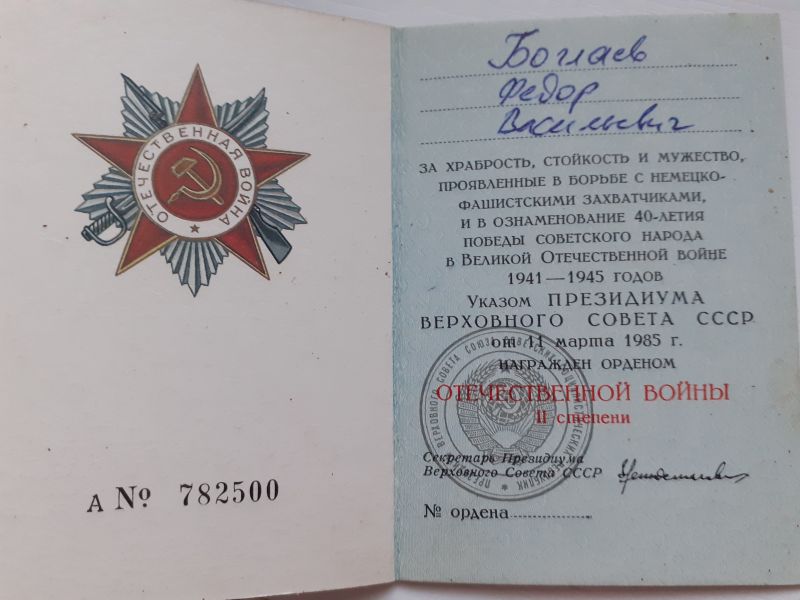 ОТЕЧЕСТВЕННАЯ ВОЙНА
А № 782500
Боглаев
Федор
Васильевич
ЗА ХРАБРОСТЬ, СТОЙКОСТЬ И МУЖЕСТВО,
ПРОЯВЛЕННЫЕ В БОРЬБЕ С НЕМЕЦКО-
ФАШИСТСКИМИ ЗАХВАТЧИКАМИ,
И В ОЗНАМЕНОВАНИЕ 40-ЛЕТИЯ
ПОБЕДЫ СОВЕТСКОГО НАРОДА
В ВЕЛИКОЙ ОТЕЧЕСТВЕННОЙ ВОЙНЕ
1941—1945 ГОДОВ
УКАЗОМ ПРЕЗИДИУМА
ВЕРХОВНОГО СОВЕТА СССР
от 11 марта 1985 г.
НАГРАЖДЕН ОРДЕНОМ
ОТЕЧЕСТВЕННОЙ ВОЙНЫ
II степени
Секретарь Президиума
Верховного Совета СССР
№ ордена